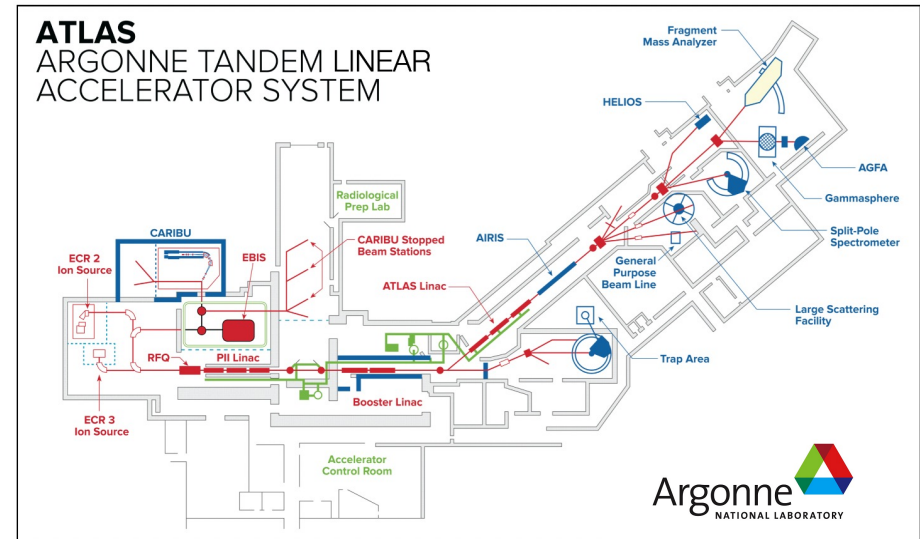 ATLAS
ARGONNE TANDEM LINEAR
ACCELERATOR SYSTEM
Fragment
Mass Analyzer
HELIOS
AGFA
Gammasphere
Radiological
Prep Lab
CARIBU
CARIBU Stopped
Beam Stations
AIRIS
Split-Pole
Spectrometer
ECR 2
Ion Source
EBIS
General
Purpose
Beam Line
ATLAS Linac
Large Scattering
Facility
RFQ
PII Linac
Trap Area
Booster Linac
ECR 3
Ion Source
Accelerator
Control Room
Argonne
NATIONAL LABORATORY